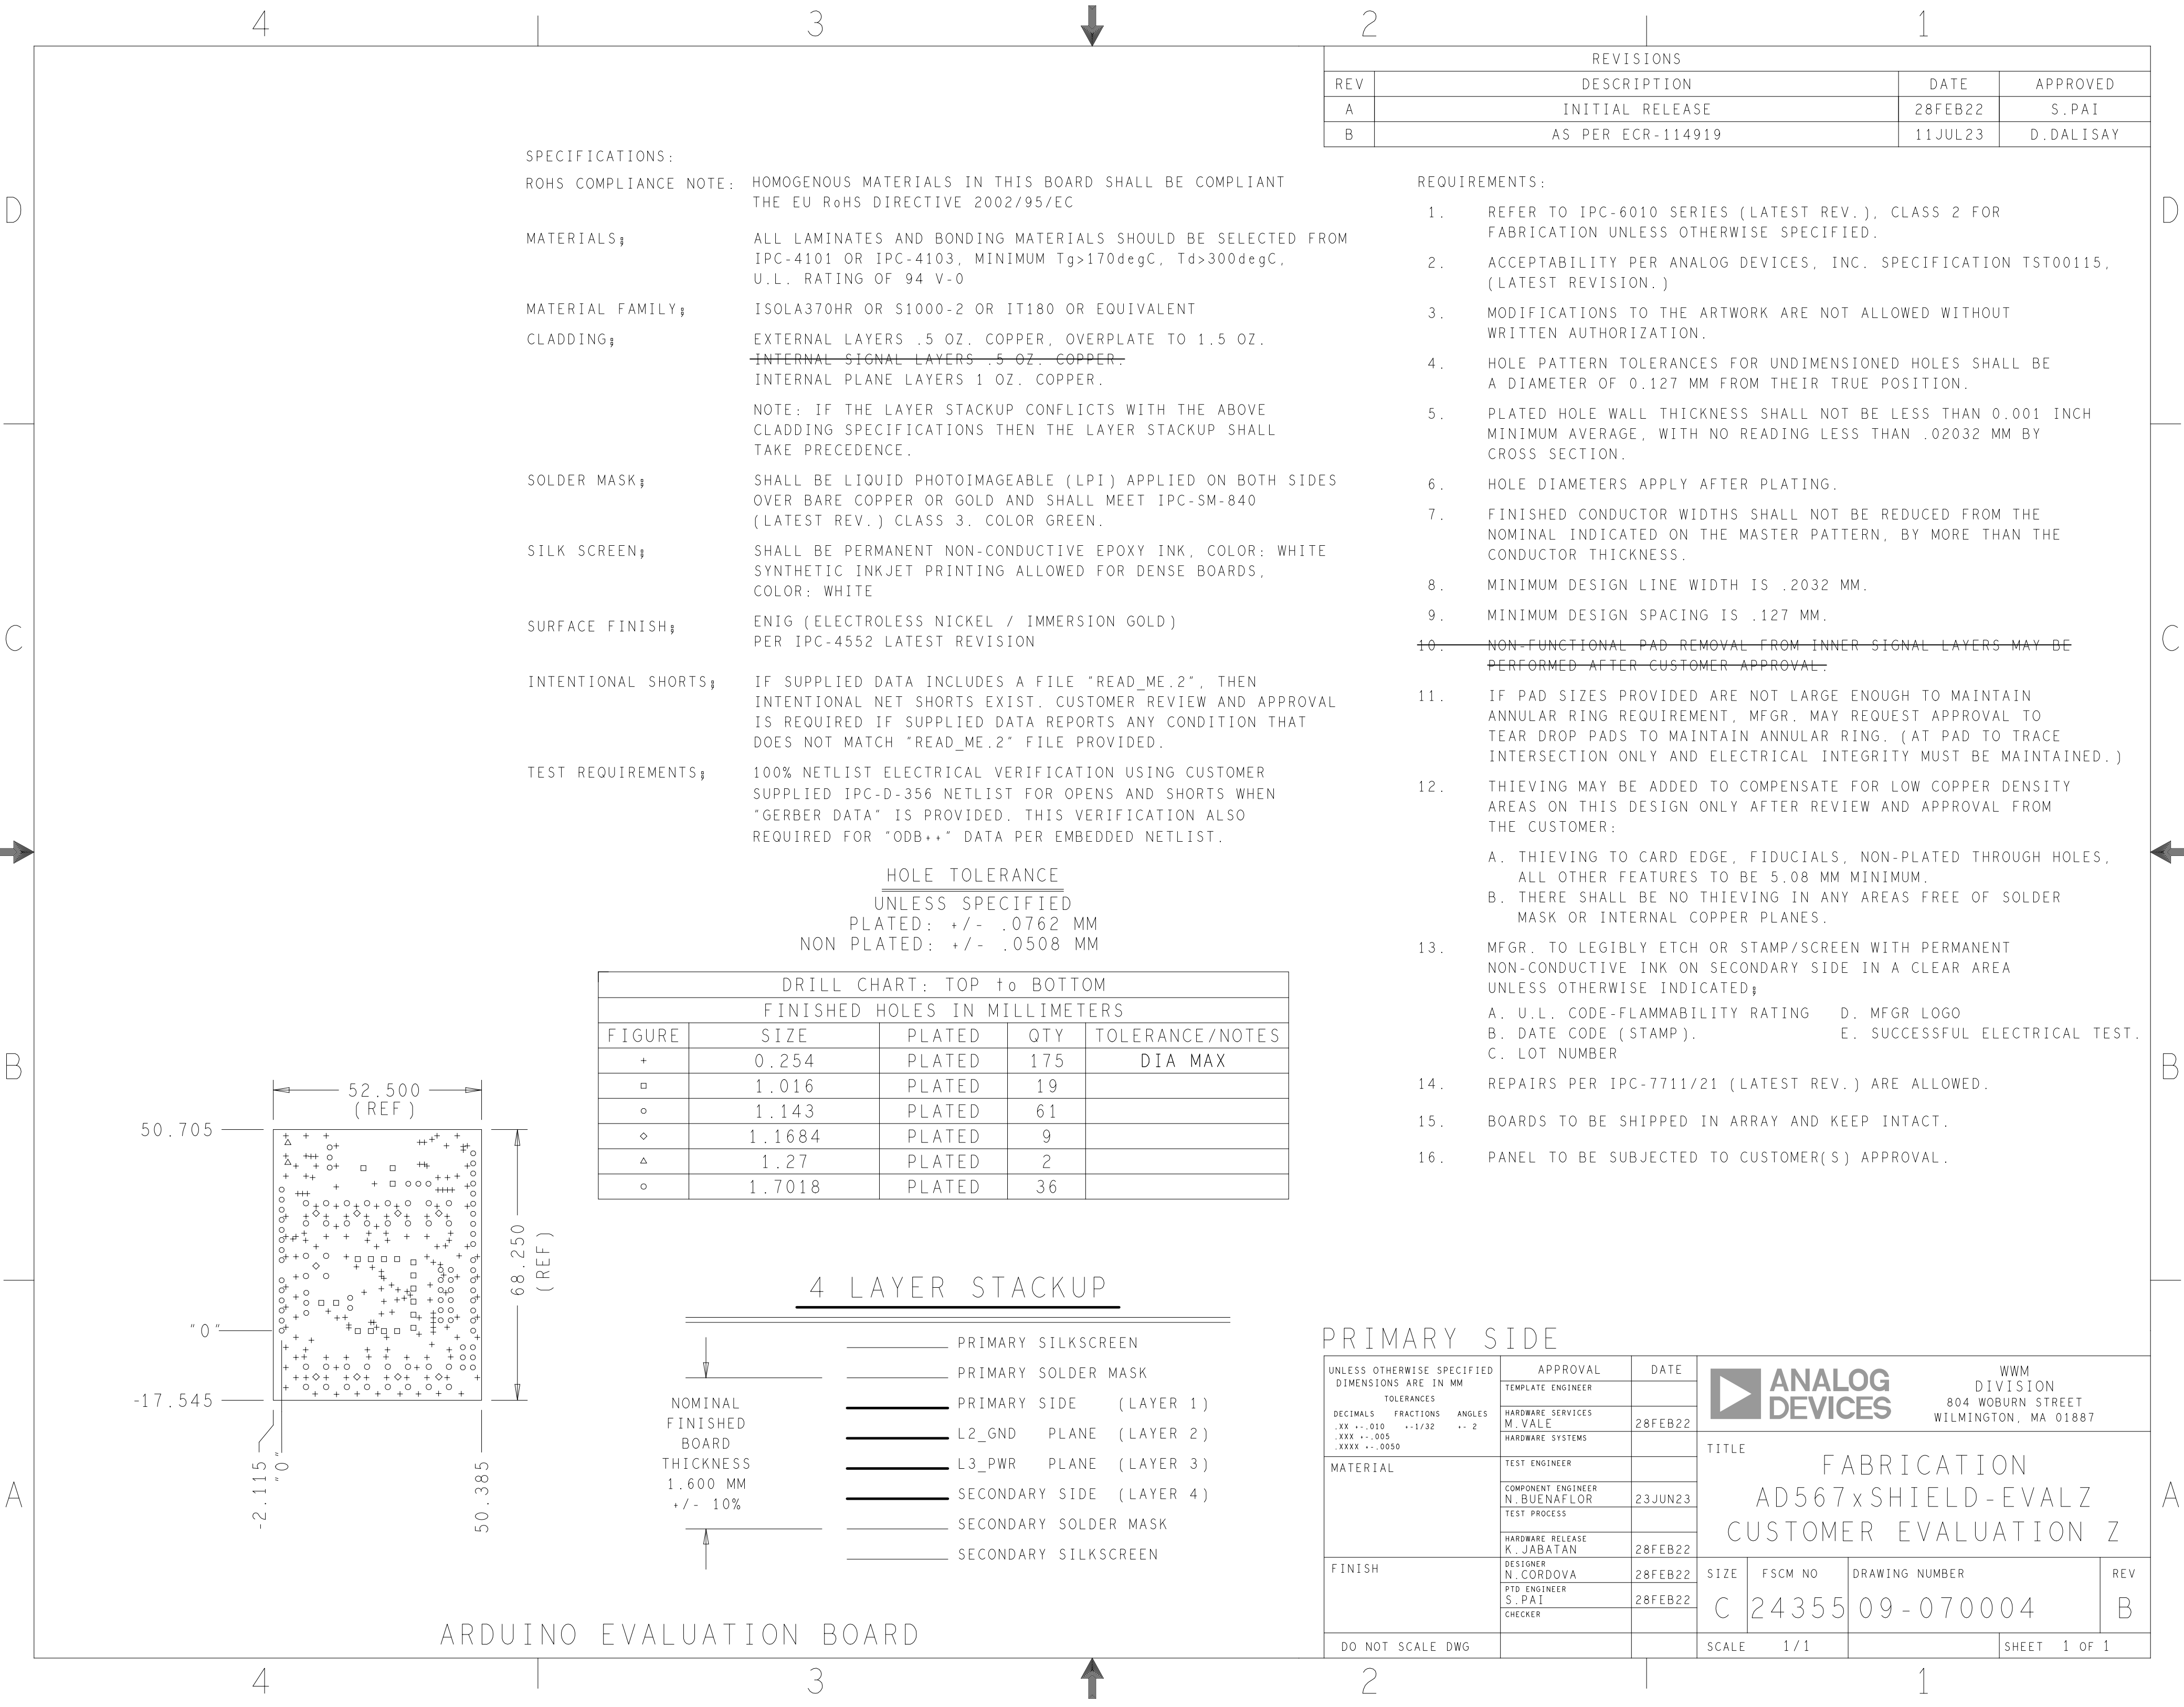 4 3 2 1
REVISIONS
REV DESCRIPTION DATE APPROVED
A INITIAL RELEASE 28FEB22 S.PAI
B AS PER ECR-114919 11JUL23 D.DALISAY
SPECIFICATIONS:
ROHS COMPLIANCE NOTE: HOMOGENOUS MATERIALS IN THIS BOARD SHALL BE COMPLIANT
THE EU RoHS DIRECTIVE 2002/95/EC
MATERIALS; ALL LAMINATES AND BONDING MATERIALS SHOULD BE SELECTED FROM
IPC-4101 OR IPC-4103, MINIMUM Tg>170degC, Td>300degC,
U.L. RATING OF 94 V-0
MATERIAL FAMILY; ISOLA370HR OR S1000-2 OR IT180 OR EQUIVALENT
CLADDING; EXTERNAL LAYERS .5 OZ. COPPER, OVERPLATE TO 1.5 OZ.
INTERNAL SIGNAL LAYERS .5 OZ. COPPER.
INTERNAL PLANE LAYERS 1 OZ. COPPER.
NOTE: IF THE LAYER STACKUP CONFLICTS WITH THE ABOVE
CLADDING SPECIFICATIONS THEN THE LAYER STACKUP SHALL
TAKE PRECEDENCE.
SOLDER MASK; SHALL BE LIQUID PHOTOIMAGEABLE (LPI) APPLIED ON BOTH SIDES
OVER BARE COPPER OR GOLD AND SHALL MEET IPC-SM-840
(LATEST REV.) CLASS 3. COLOR GREEN.
SILK SCREEN; SHALL BE PERMANENT NON-CONDUCTIVE EPOXY INK, COLOR: WHITE
SYNTHETIC INKJET PRINTING ALLOWED FOR DENSE BOARDS,
COLOR: WHITE
SURFACE FINISH; ENIG (ELECTROLESS NICKEL / IMMERSION GOLD)
PER IPC-4552 LATEST REVISION
INTENTIONAL SHORTS; IF SUPPLIED DATA INCLUDES A FILE "READ_ME.2", THEN
INTENTIONAL NET SHORTS EXIST. CUSTOMER REVIEW AND APPROVAL
IS REQUIRED IF SUPPLIED DATA REPORTS ANY CONDITION THAT
DOES NOT MATCH "READ_ME.2" FILE PROVIDED.
TEST REQUIREMENTS; 100% NETLIST ELECTRICAL VERIFICATION USING CUSTOMER
SUPPLIED IPC-D-356 NETLIST FOR OPENS AND SHORTS WHEN
"GERBER DATA" IS PROVIDED. THIS VERIFICATION ALSO
REQUIRED FOR "ODB++" DATA PER EMBEDDED NETLIST.
REQUIREMENTS:
1. REFER TO IPC-6010 SERIES (LATEST REV.), CLASS 2 FOR
FABRICATION UNLESS OTHERWISE SPECIFIED.
2. ACCEPTABILITY PER ANALOG DEVICES, INC. SPECIFICATION TST00115,
(LATEST REVISION.)
3. MODIFICATIONS TO THE ARTWORK ARE NOT ALLOWED WITHOUT
WRITTEN AUTHORIZATION.
4. HOLE PATTERN TOLERANCES FOR UNDIMENSIONED HOLES SHALL BE
A DIAMETER OF 0.127 MM FROM THEIR TRUE POSITION.
5. PLATED HOLE WALL THICKNESS SHALL NOT BE LESS THAN 0.001 INCH
MINIMUM AVERAGE, WITH NO READING LESS THAN .02032 MM BY
CROSS SECTION.
6. HOLE DIAMETERS APPLY AFTER PLATING.
7. FINISHED CONDUCTOR WIDTHS SHALL NOT BE REDUCED FROM THE
NOMINAL INDICATED ON THE MASTER PATTERN, BY MORE THAN THE
CONDUCTOR THICKNESS.
8. MINIMUM DESIGN LINE WIDTH IS .2032 MM.
9. MINIMUM DESIGN SPACING IS .127 MM.
10. NON-FUNCTIONAL PAD REMOVAL FROM INNER SIGNAL LAYERS MAY BE
PERFORMED AFTER CUSTOMER APPROVAL.
11. IF PAD SIZES PROVIDED ARE NOT LARGE ENOUGH TO MAINTAIN
ANNULAR RING REQUIREMENT, MFGR. MAY REQUEST APPROVAL TO
TEAR DROP PADS TO MAINTAIN ANNULAR RING. (AT PAD TO TRACE
INTERSECTION ONLY AND ELECTRICAL INTEGRITY MUST BE MAINTAINED.)
12. THIEVING MAY BE ADDED TO COMPENSATE FOR LOW COPPER DENSITY
AREAS ON THIS DESIGN ONLY AFTER REVIEW AND APPROVAL FROM
THE CUSTOMER:
A. THIEVING TO CARD EDGE, FIDUCIALS, NON-PLATED THROUGH HOLES,
ALL OTHER FEATURES TO BE 5.08 MM MINIMUM.
B. THERE SHALL BE NO THIEVING IN ANY AREAS FREE OF SOLDER
MASK OR INTERNAL COPPER PLANES.
13. MFGR. TO LEGIBLY ETCH OR STAMP/SCREEN WITH PERMANENT
NON-CONDUCTIVE INK ON SECONDARY SIDE IN A CLEAR AREA
UNLESS OTHERWISE INDICATED;
A. U.L. CODE-FLAMMABILITY RATING D. MFGR LOGO
B. DATE CODE (STAMP). E. SUCCESSFUL ELECTRICAL TEST.
C. LOT NUMBER
14. REPAIRS PER IPC-7711/21 (LATEST REV.) ARE ALLOWED.
15. BOARDS TO BE SHIPPED IN ARRAY AND KEEP INTACT.
16. PANEL TO BE SUBJECTED TO CUSTOMER(S) APPROVAL.
D D
C C
B B
A A
HOLE TOLERANCE
UNLESS SPECIFIED
PLATED: +/- .0762 MM
NON PLATED: +/- .0508 MM
DRILL CHART: TOP to BOTTOM
FINISHED HOLES IN MILLIMETERS
FIGURE SIZE PLATED QTY TOLERANCE/NOTES
0.254 PLATED 175 DIA MAX
1.016 PLATED 19
1.143 PLATED 61
1.1684 PLATED 9
1.27 PLATED 2
1.7018 PLATED 36
52.500
(REF)
50.705
68.250
(REF)
"0"
-17.545
-2.115
"0"
50.385
4 LAYER STACKUP
PRIMARY SILKSCREEN
PRIMARY SOLDER MASK
PRIMARY SIDE (LAYER 1)
L2_GND PLANE (LAYER 2)
L3_PWR PLANE (LAYER 3)
SECONDARY SIDE (LAYER 4)
SECONDARY SOLDER MASK
SECONDARY SILKSCREEN
NOMINAL
FINISHED
BOARD
THICKNESS
1.600 MM
+/- 10%
ARDUINO EVALUATION BOARD
PRIMARY SIDE
UNLESS OTHERWISE SPECIFIED
DIMENSIONS ARE IN MM
TOLERANCES
DECIMALS FRACTIONS ANGLES
.XX +-.010 +-1/32 +- 2
.XXX +-.005
.XXXX +-.0050
MATERIAL
FINISH
DO NOT SCALE DWG
APPROVAL DATE
TEMPLATE ENGINEER
HARDWARE SERVICES
M.VALE 28FEB22
HARDWARE SYSTEMS
TEST ENGINEER
COMPONENT ENGINEER
N.BUENAFLOR 23JUN23
TEST PROCESS
HARDWARE RELEASE
K.JABATAN 28FEB22
DESIGNER
N.CORDOVA 28FEB22
PTD ENGINEER
S.PAI 28FEB22
CHECKER
ANALOG
DEVICES
WWM
DIVISION
804 WOBURN STREET
WILMINGTON, MA 01887
TITLE
FABRICATION
AD567xSHIELD-EVALZ
CUSTOMER EVALUATION Z
SIZE FSCM NO DRAWING NUMBER REV
C 24355 09-070004 B
SCALE 1/1 SHEET 1 OF 1
4 3 2 1